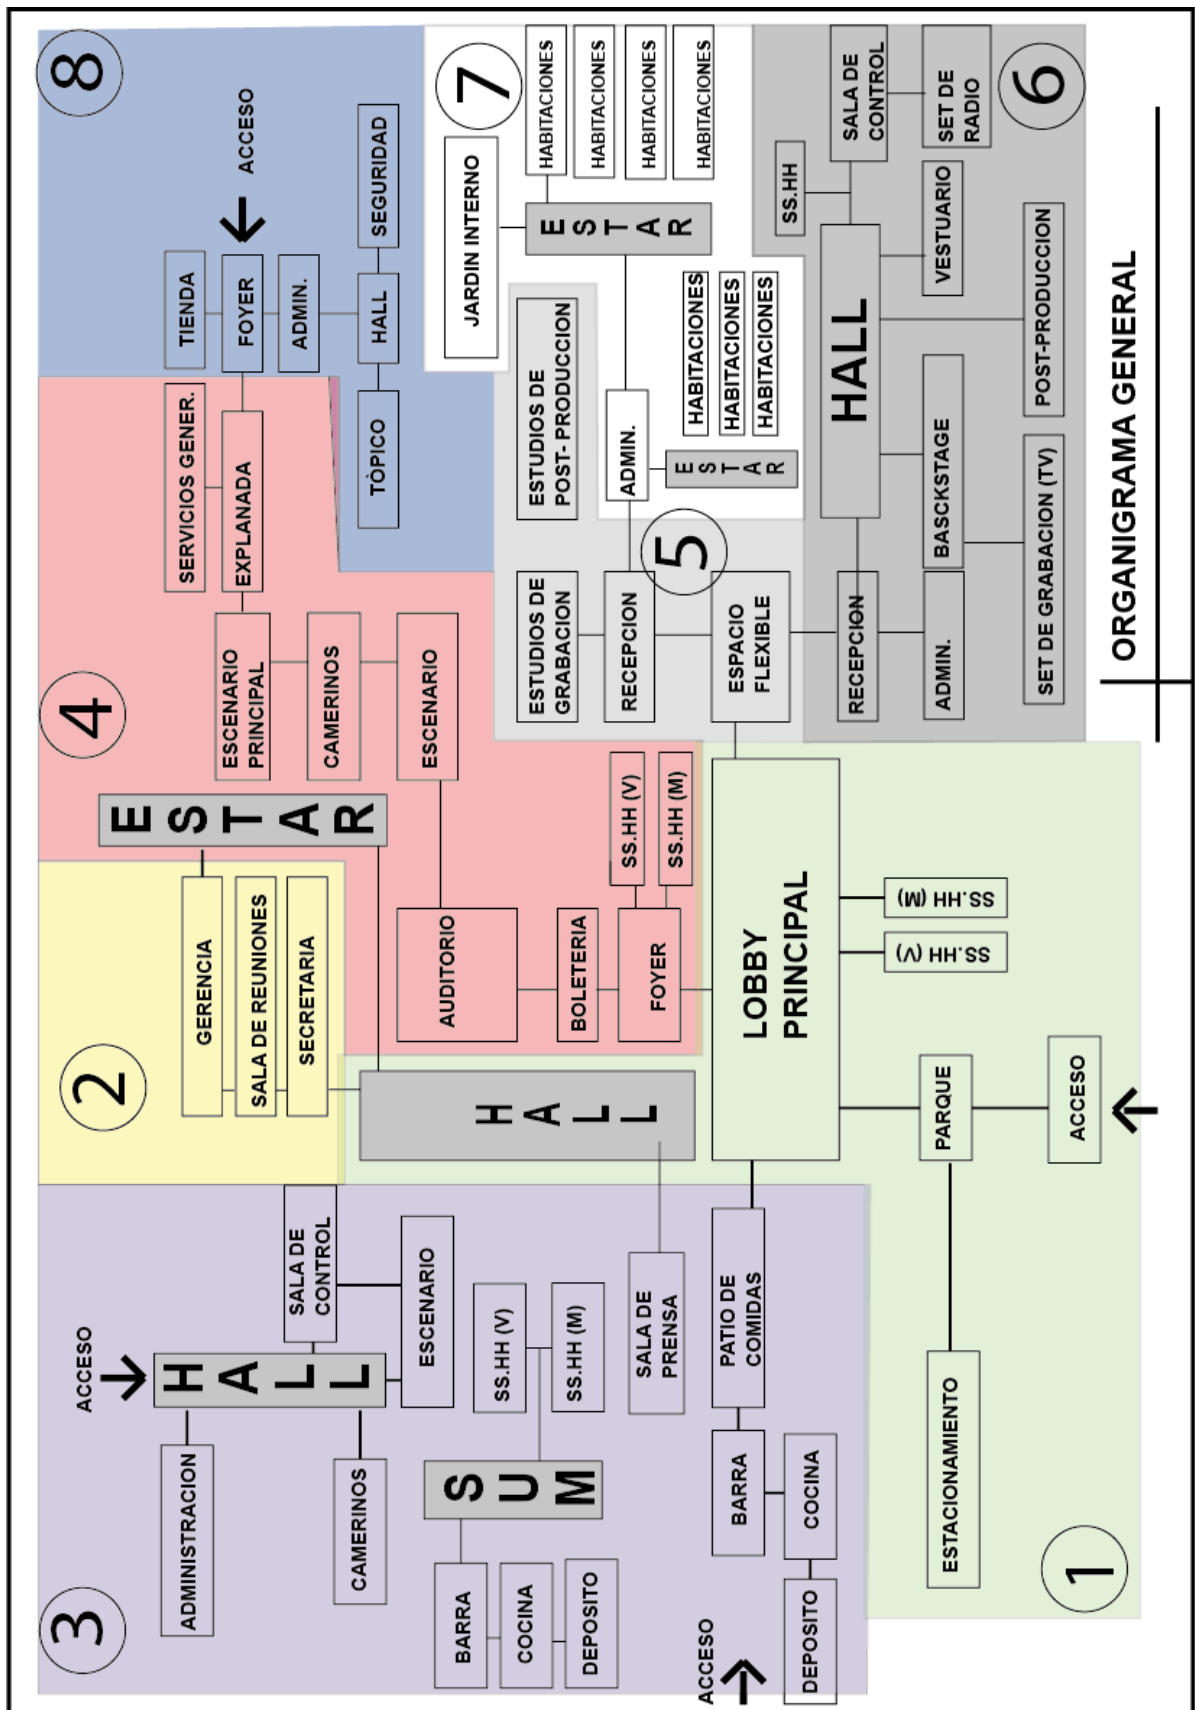 8
ACCESO
TIENDA
FOYER
ADMIN.
HALL
SEGURIDAD
TÒPICO
7
JARDIN INTERNO
HABITACIONES
HABITACIONES
HABITACIONES
HABITACIONES
ESTAR
ADMIN.
HABITACIONES
HABITACIONES
HABITACIONES
ESTAR
6
SALA DE
CONTROL
SET DE
RADIO
SS.HH
VESTUARIO
HALL
POST-PRODUCCION
BASCKSTAGE
SET DE GRABACION (TV)
RECEPCION
ADMIN.
5
ESTUDIOS DE
POST- PRODUCCION
ESTUDIOS DE
GRABACION
RECEPCION
ESPACIO
FLEXIBLE
4
SERVICIOS GENER.
EXPLANADA
ESCENARIO
PRINCIPAL
CAMERINOS
ESCENARIO
ESTAR
AUDITORIO
BOLETERIA
FOYER
SS.HH (V)
SS.HH (M)
2
GERENCIA
SALA DE REUNIONES
SECRETARIA
HALL
LOBBY
PRINCIPAL
SS.HH (M)
SS.HH (V)
PARQUE
ACCESO
ESTACIONAMIENTO
1
3
ACCESO
HALL
SALA DE
CONTROL
ESCENARIO
ADMINISTRACION
CAMERINOS
SS.HH (V)
SS.HH (M)
SUM
BARRA
COCINA
DEPOSITO
SALA DE
PRENSA
PATIO DE
COMIDAS
BARRA
COCINA
DEPOSITO
ACCESO
ORGANIGRAMA GENERAL